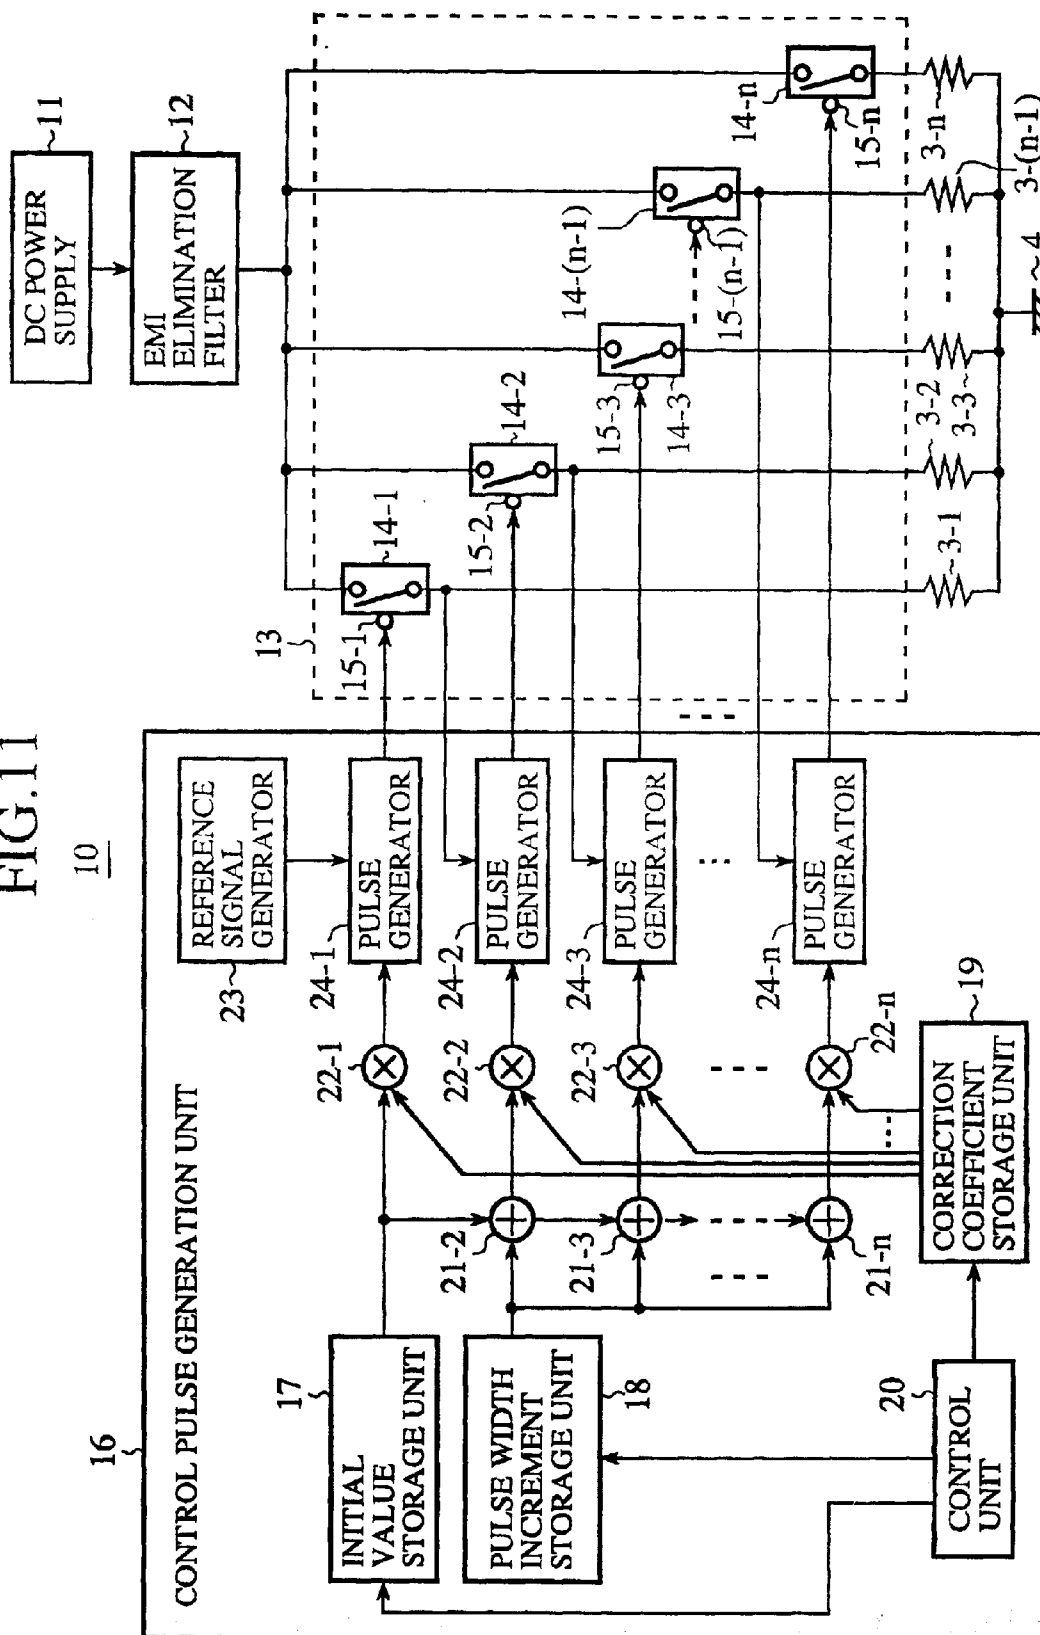 FIG.11
10
16
CONTROL PULSE GENERATION UNIT
17
INITIAL
VALUE
STORAGE UNIT
PULSE WIDTH
INCREMENT
STORAGE UNIT
18
20
CONTROL
UNIT
19
CORRECTION
COEFFICIENT
STORAGE UNIT
21-2
21-3
21-n
22-1
22-2
22-3
22-n
23
REFERENCE
SIGNAL
GENERATOR
24-1
PULSE
GENERATOR
24-2
PULSE
GENERATOR
24-3
PULSE
GENERATOR
24-n
PULSE
GENERATOR
13
15-1
14-1
15-2
14-2
15-3
14-3
14-(n-1)
15-(n-1)
14-n
15-n
DC POWER
SUPPLY
11
EMI
ELIMINATION
FILTER
12
3-1
3-2
3-3
3-(n-1)
3-n
4